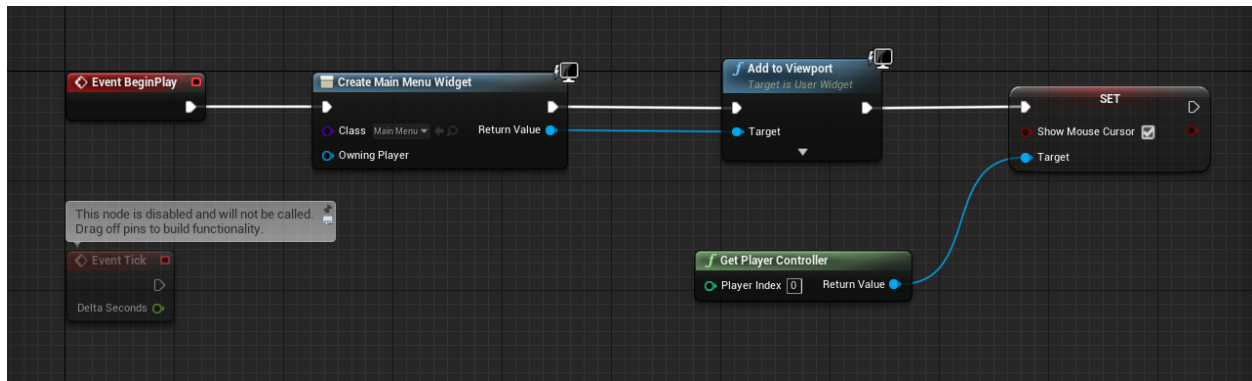 Event BeginPlay
Create Main Menu Widget
Class Main Menu
Return Value
Owning Player
f Add to Viewport
Target is User Widget
Target
SET
Show Mouse Cursor
Target
This node is disabled and will not be called.
Drag off pins to build functionality.
Event Tick
Delta Seconds
f Get Player Controller
Player Index 0
Return Value